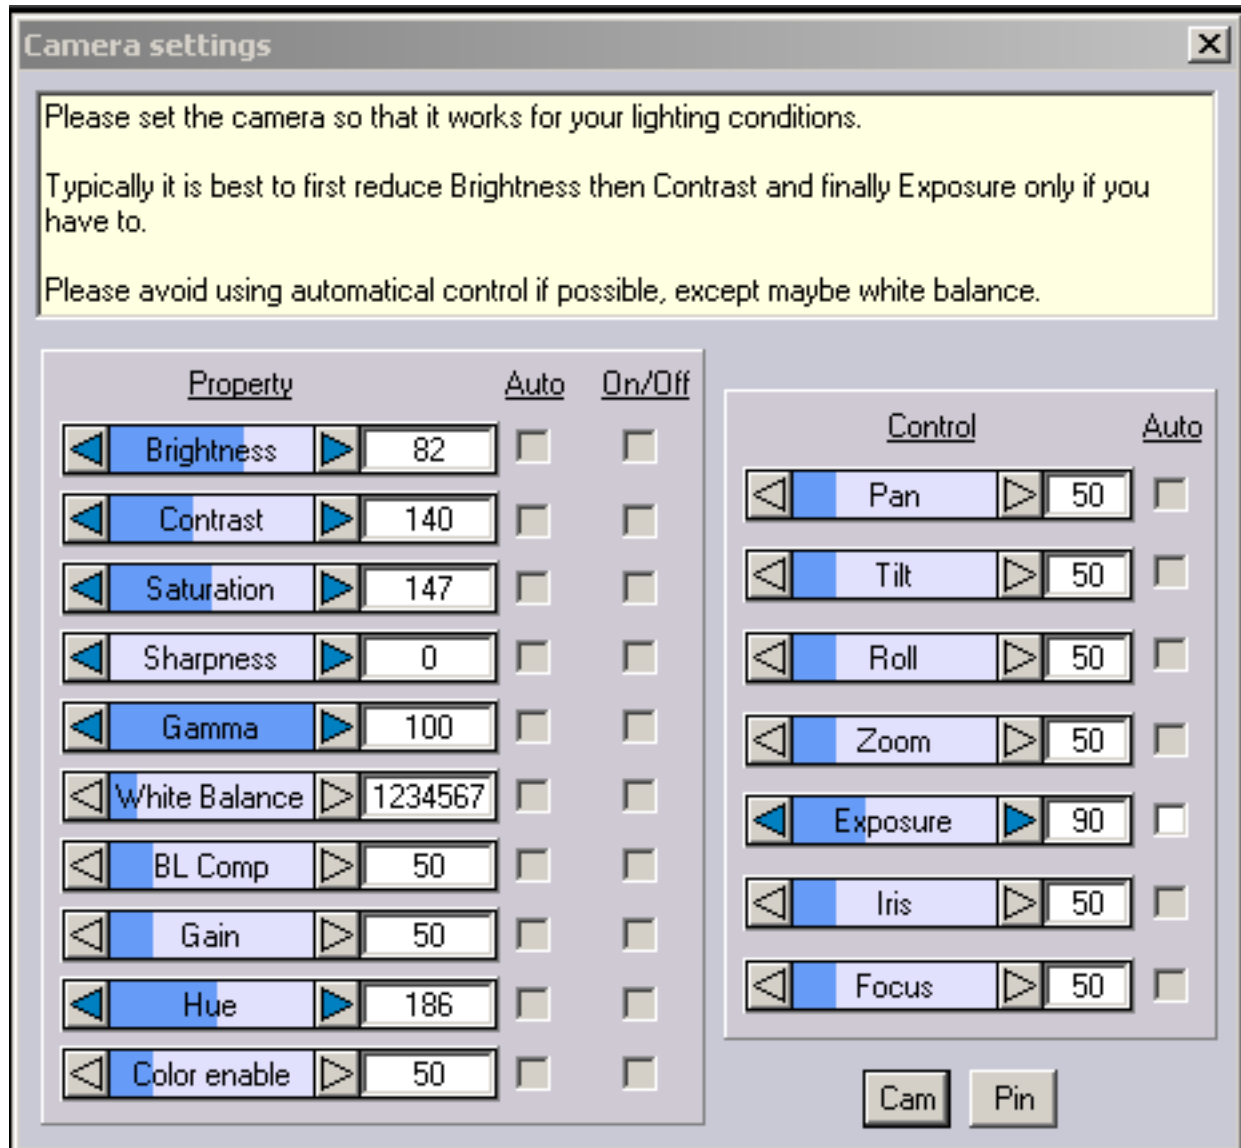 Camera settings
Please set the camera so that it works for your lighting conditions.
Typically it is best to first reduce Brightness then Contrast and finally Exposure only if you
have to.
Please avoid using automatical control if possible, except maybe white balance.
Property Auto On/Off
Brightness 82
Contrast 140
Saturation 147
Sharpness 0
Gamma 100
White Balance 1234567
BL Comp 50
Gain 50
Hue 186
Color enable 50
Control Auto
Pan 50
Tilt 50
Roll 50
Zoom 50
Exposure 90
Iris 50
Focus 50
Cam Pin